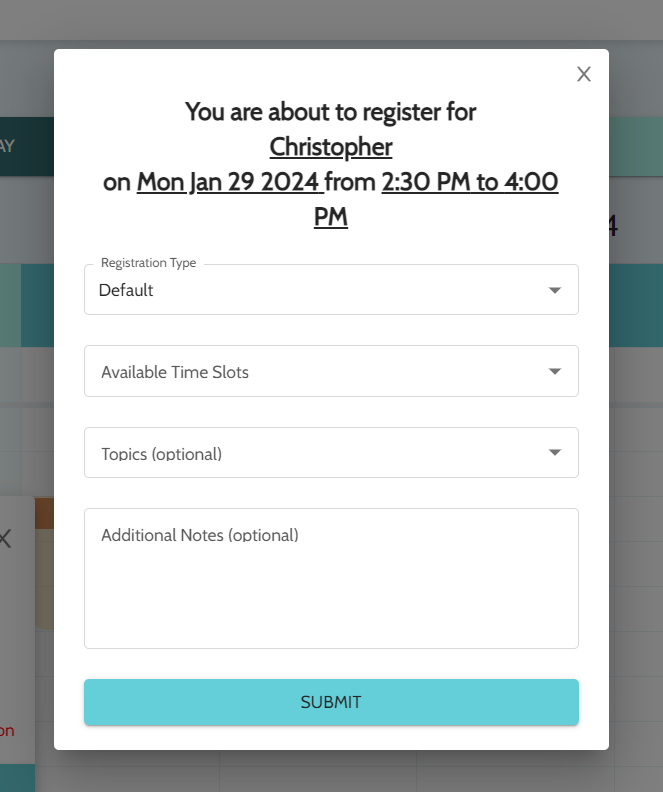 X
You are about to register for
Christopher
on Mon Jan 29 2024 from 2:30 PM to 4:00
PM
AY
4
Registration Type
Default
Available Time Slots
Topics (optional)
Additional Notes (optional)
X
on
SUBMIT